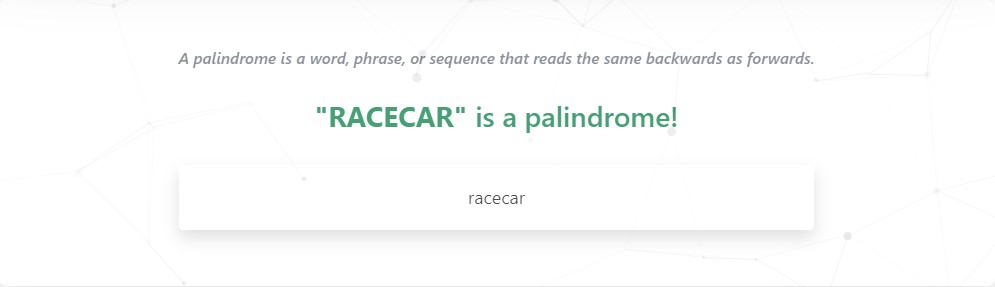 A palindrome is a word, phrase, or sequence that reads the same backwards as forwards.
"RACECAR" is a palindrome!
racecar